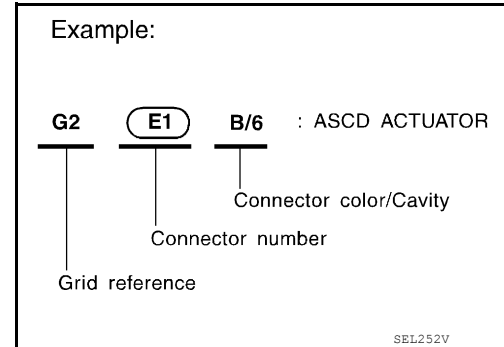 Example:
G2 E1 B/6 : ASCD ACTUATOR
Connector color/Cavity
Connector number
Grid reference
SEL252V